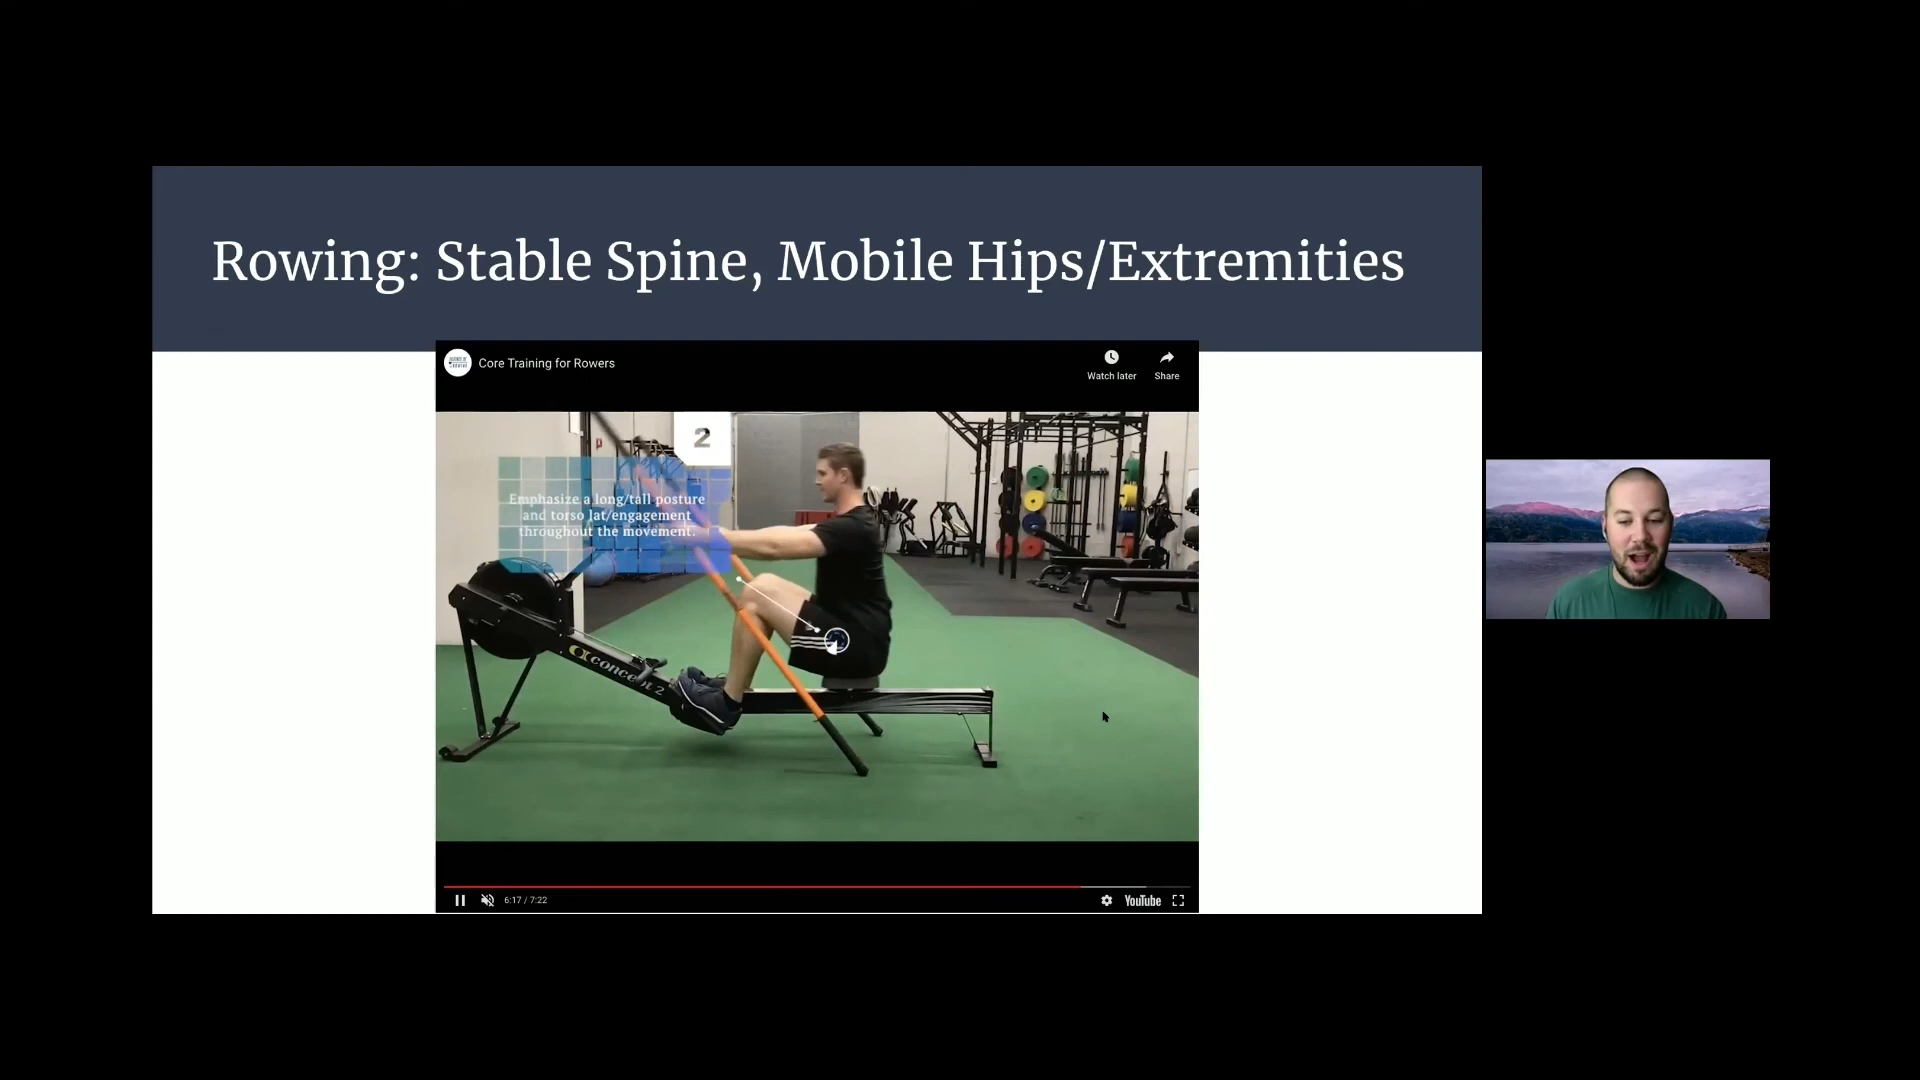 Rowing: Stable Spine, Mobile Hips/Extremities
Core Training for Rowers
Watch later
Share
2
Emphasize a long/tall posture
and torso lat/engagement
throughout the movement.
concept 2
6:17 / 7:22
YouTube